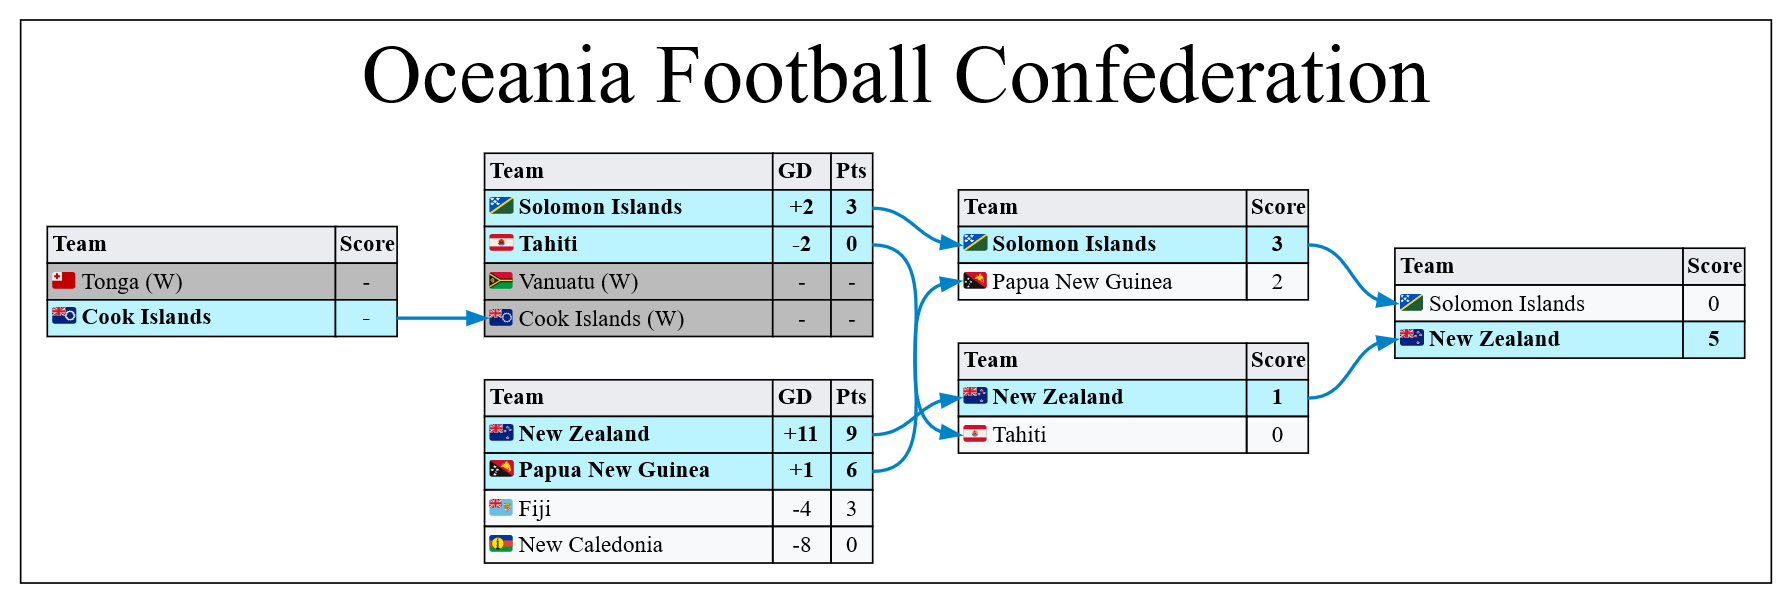 Oceania Football Confederation
Team Score
Tonga (W) -
Cook Islands -
Team GD Pts
Solomon Islands +2 3
Tahiti -2 0
Vanuatu (W) - -
Cook Islands (W) - -
Team GD Pts
New Zealand +11 9
Papua New Guinea +1 6
Fiji -4 3
New Caledonia -8 0
Team Score
Solomon Islands 3
Papua New Guinea 2
Team Score
New Zealand 1
Tahiti 0
Team Score
Solomon Islands 0
New Zealand 5